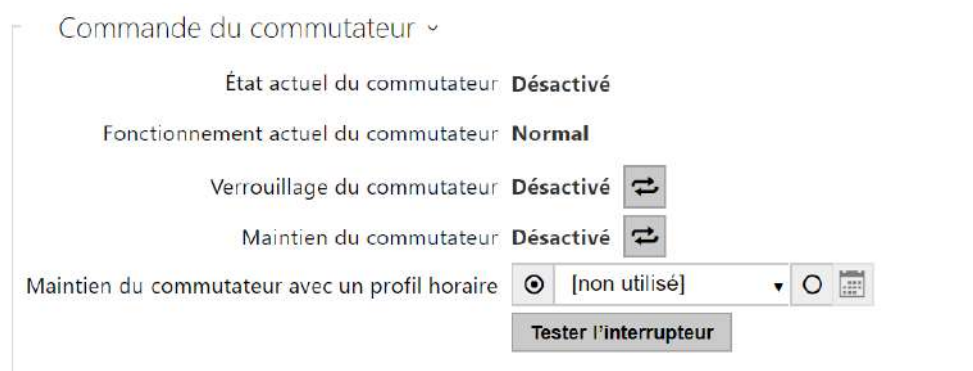 Commande du commutateur
État actuel du commutateur Désactivé
Fonctionnement actuel du commutateur Normal
Verrouillage du commutateur Désactivé
Maintien du commutateur Désactivé
Maintien du commutateur avec un profil horaire [non utilisé]
Tester l'interrupteur